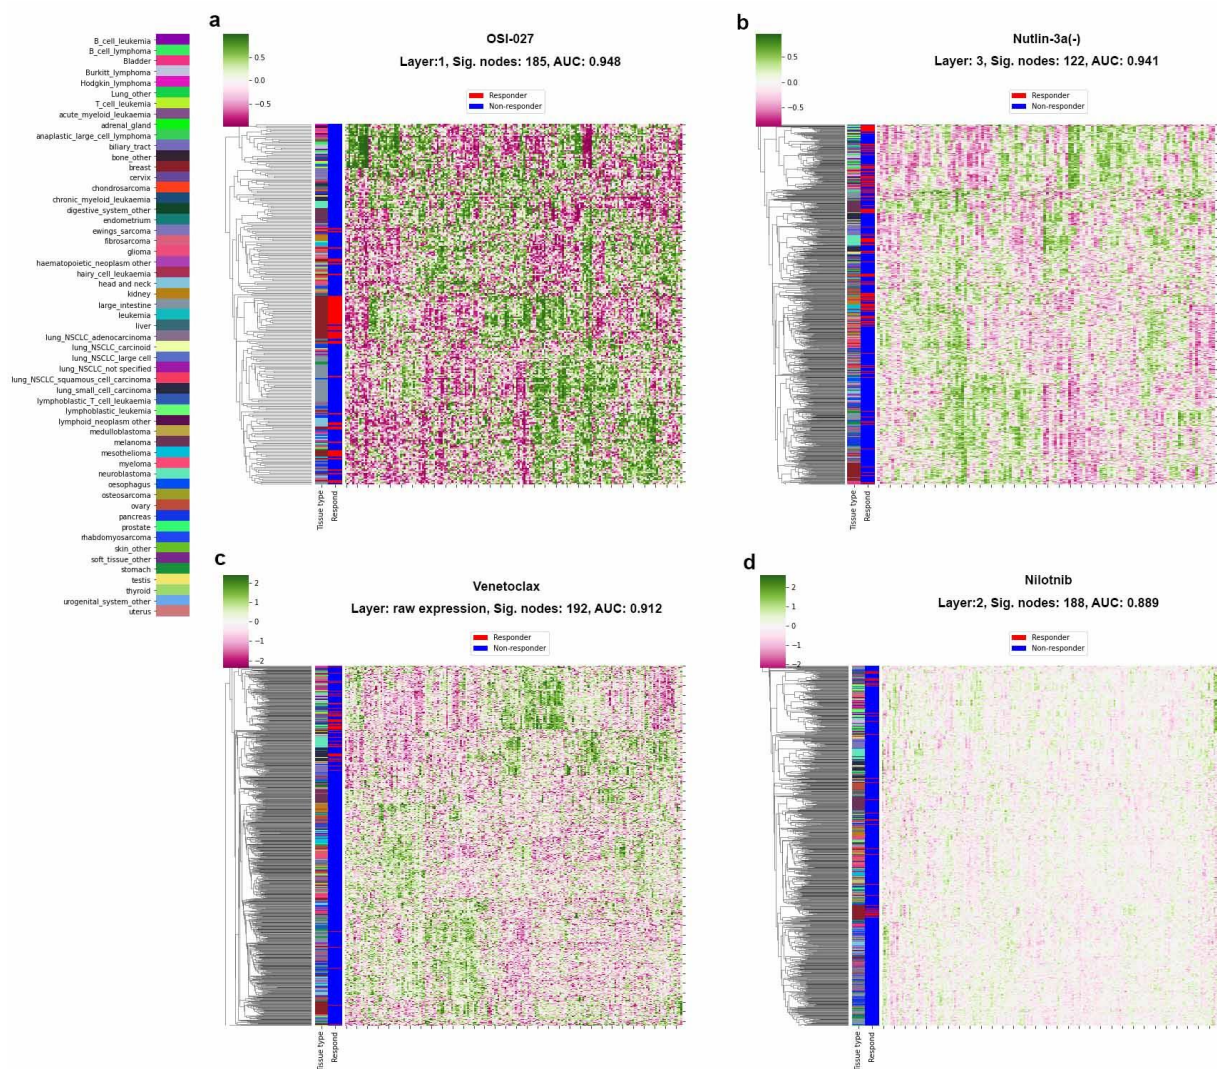 B_cell_leukemia
B_cell_lymphoma
Bladder
Burkitt_lymphoma
Hodgkin_lymphoma
Lung_other
T_cell_leukemia
acute_myeloid_leukaemia
adrenal_gland
anaplastic_large_cell_lymphoma
biliary_tract
bone_other
breast
cervix
chondrosarcoma
chronic_myeloid_leukaemia
digestive_system_other
endometrium
ewings_sarcoma
fibrosarcoma
glioma
haematopoietic_neoplasm other
hairy_cell_leukaemia
head and neck
kidney
large_intestine
leukemia
liver
lung_NSCLC_adenocarcinoma
lung_NSCLC_carcinoid
lung_NSCLC_large cell
lung_NSCLC_not specified
lung_NSCLC_squamous_cell_carcinoma
lung_small_cell_carcinoma
lymphoblastic_T_cell_leukaemia
lymphoblastic_leukemia
lymphoid_neoplasm other
medulloblastoma
melanoma
mesothelioma
myeloma
neuroblastoma
oesophagus
osteosarcoma
ovary
pancreas
prostate
rhabdomyosarcoma
skin_other
soft_tissue_other
stomach
testis
thyroid
urogenital_system_other
uterus
a
OSI-027
Layer:1, Sig. nodes: 185, AUC: 0.948
0.5
0.0
−0.5
Responder
Non-responder
Tissue type
Respond
b
Nutlin-3a(-)
Layer: 3, Sig. nodes: 122, AUC: 0.941
0.8
0.0
−0.8
Responder
Non-responder
Tissue type
Respond
c
Venetoclax
Layer: raw expression, Sig. nodes: 192, AUC: 0.912
2
1
0
−1
−2
Responder
Non-responder
Tissue type
Respond
d
Nilotnib
Layer:2, Sig. nodes: 188, AUC: 0.889
2
1
0
−1
−2
Responder
Non-responder
Tissue type
Respond